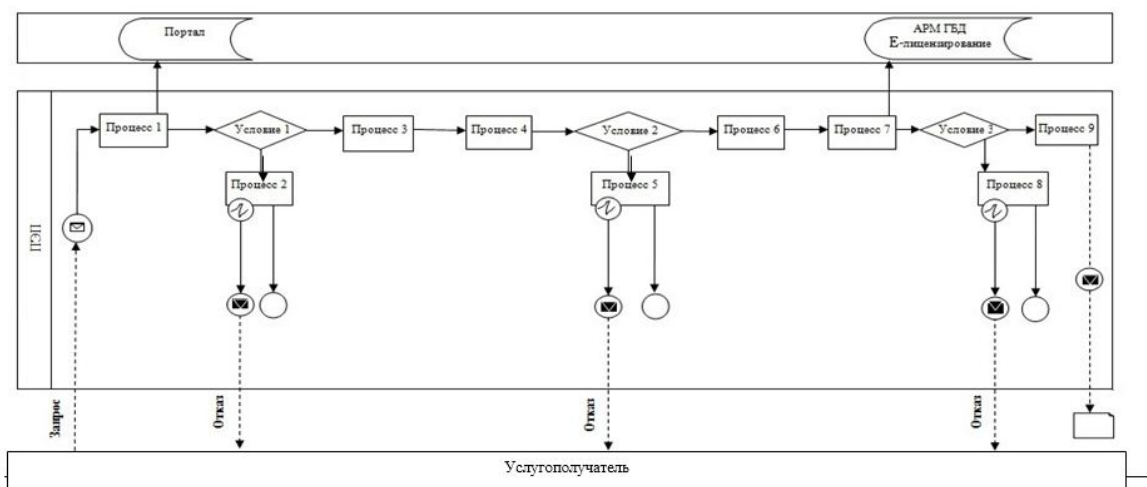 Портал
АРМ ГБД
Е-лицензирование
Процесс 1
Условие 1
Процесс 3
Процесс 4
Условие 2
Процесс 6
Процесс 7
Условие 3
Процесс 9
Процесс 2
Процесс 5
Процесс 8
Запрос
Отказ
Отказ
Отказ
Услугополучатель